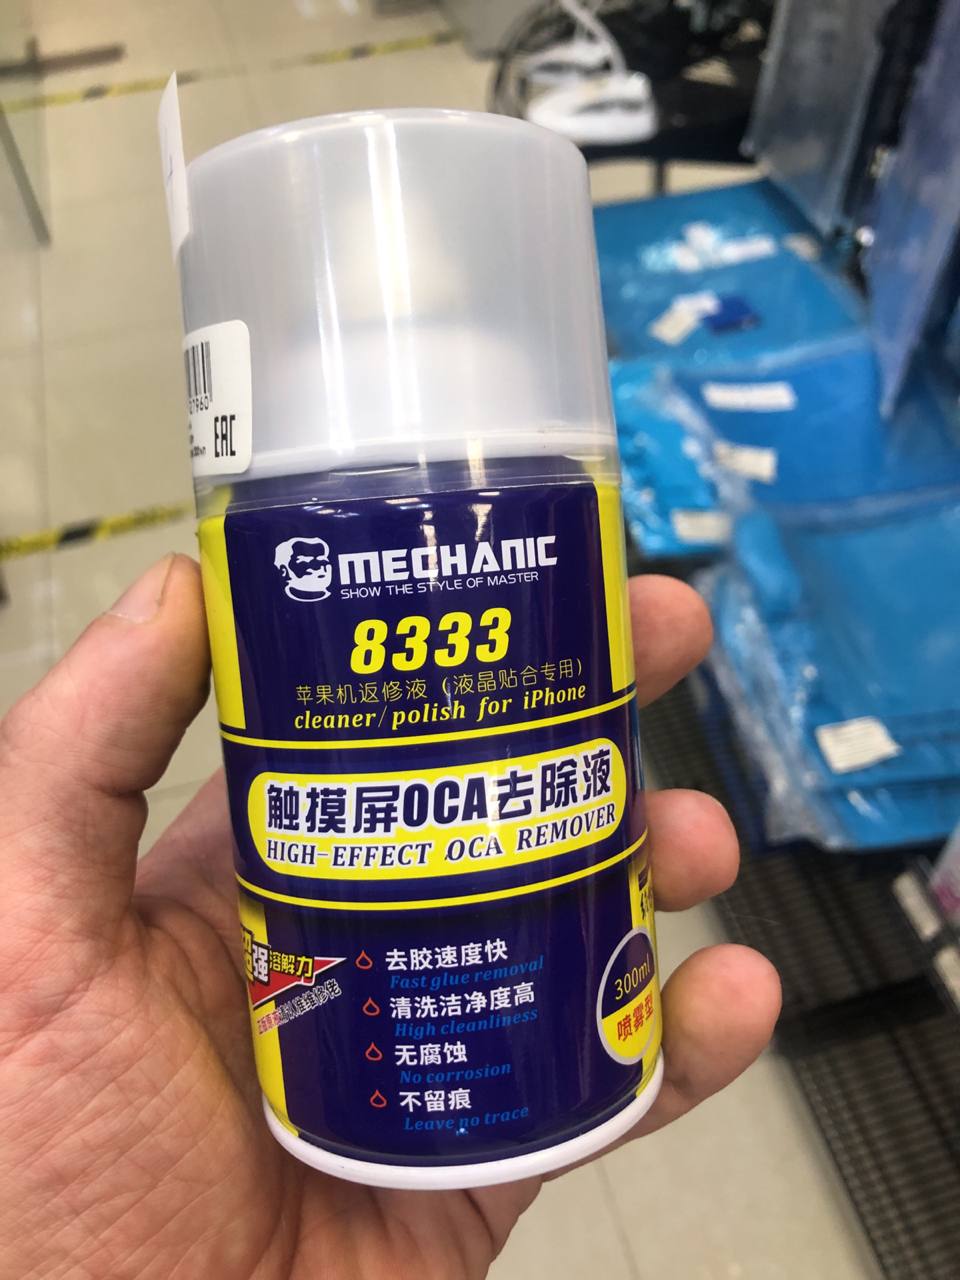 27960
EAC
MECHANIC
SHOW THE STYLE OF MASTER
8333
苹果机返修液（液晶贴合专用）
cleaner/polish for iPhone
触摸屏OCA去除液
HIGH-EFFECT OCA REMOVER
超强溶解力
去胶速度快
Fast glue removal
清洗洁净度高
High cleanliness
无腐蚀
No corrosion
不留痕
Leave no trace
300ml
喷雾型